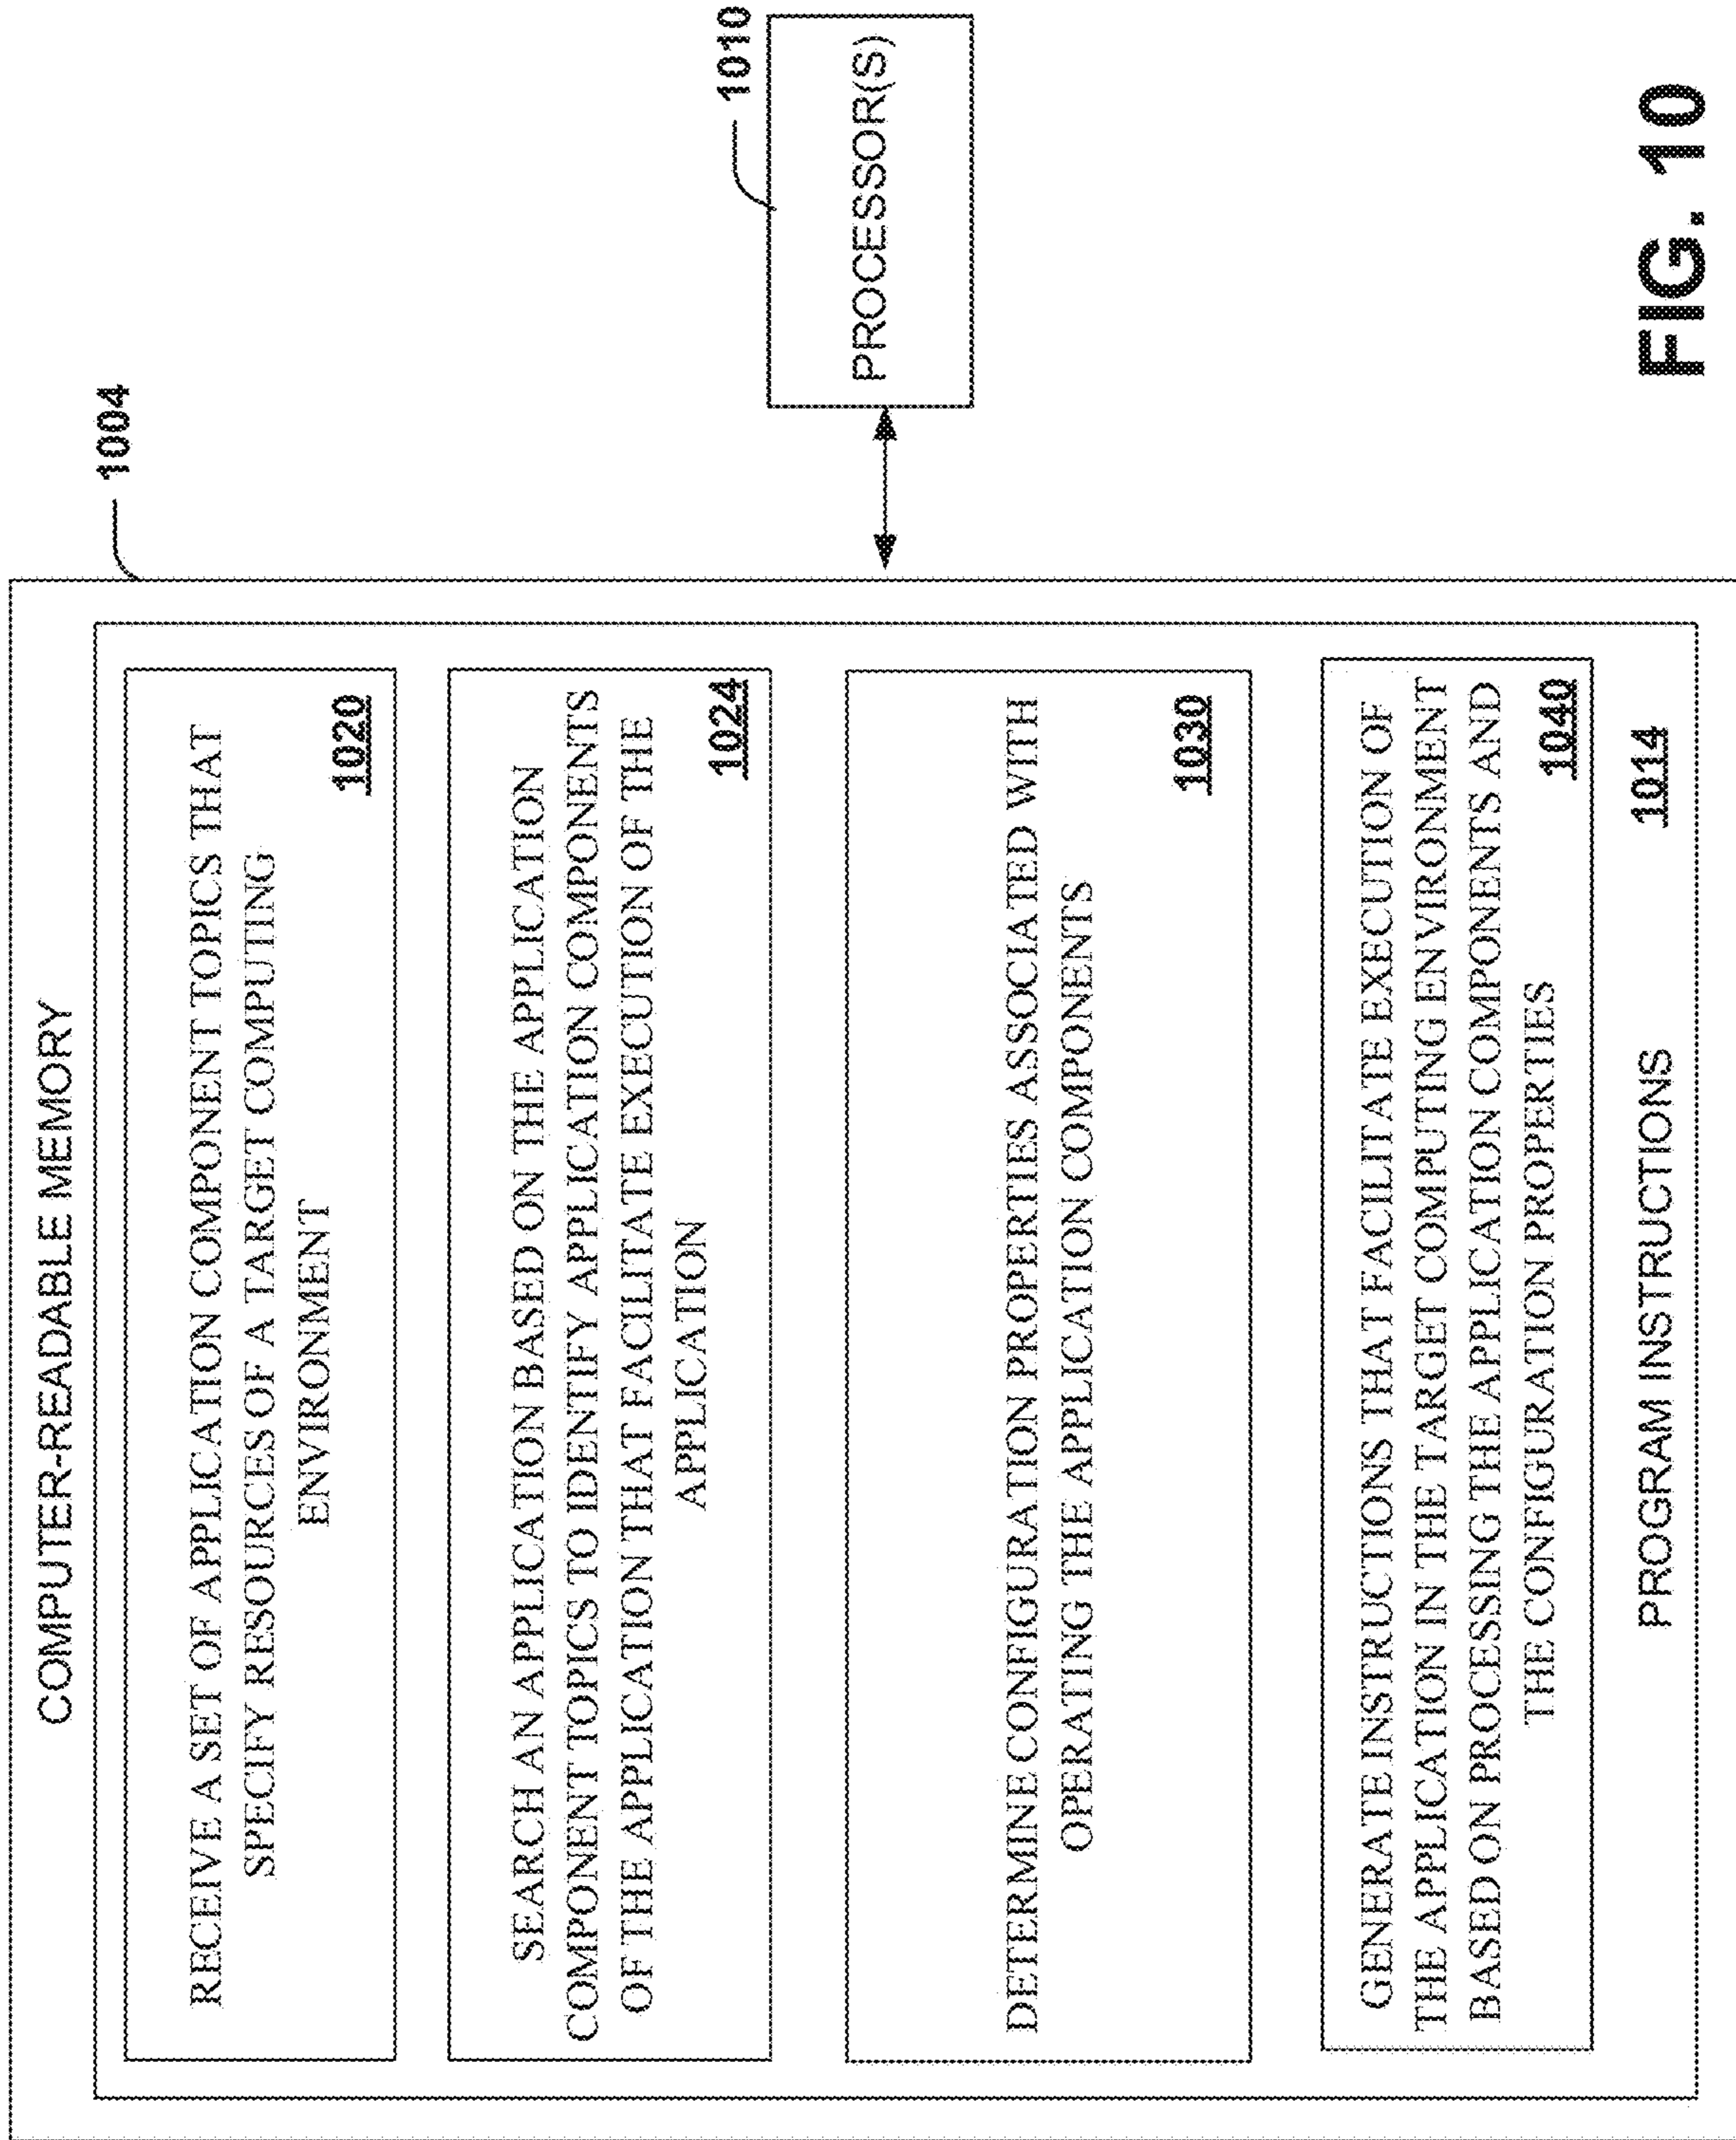 COMPUTER-READABLE MEMORY
1004
RECEIVE A SET OF APPLICATION COMPONENT TOPICS THAT
SPECIFY RESOURCES OF A TARGET COMPUTING
ENVIRONMENT
1020
SEARCH AN APPLICATION BASED ON THE APPLICATION
COMPONENT TOPICS TO IDENTIFY APPLICATION COMPONENTS
OF THE APPLICATION THAT FACILITATE EXECUTION OF THE
APPLICATION
1024
DETERMINE CONFIGURATION PROPERTIES ASSOCIATED WITH
OPERATING THE APPLICATION COMPONENTS
1030
GENERATE INSTRUCTIONS THAT FACILITATE EXECUTION OF
THE APPLICATION IN THE TARGET COMPUTING ENVIRONMENT
BASED ON PROCESSING THE APPLICATION COMPONENTS AND
THE CONFIGURATION PROPERTIES
1040
PROGRAM INSTRUCTIONS
1014
1010
PROCESSOR(S)
FIG. 10